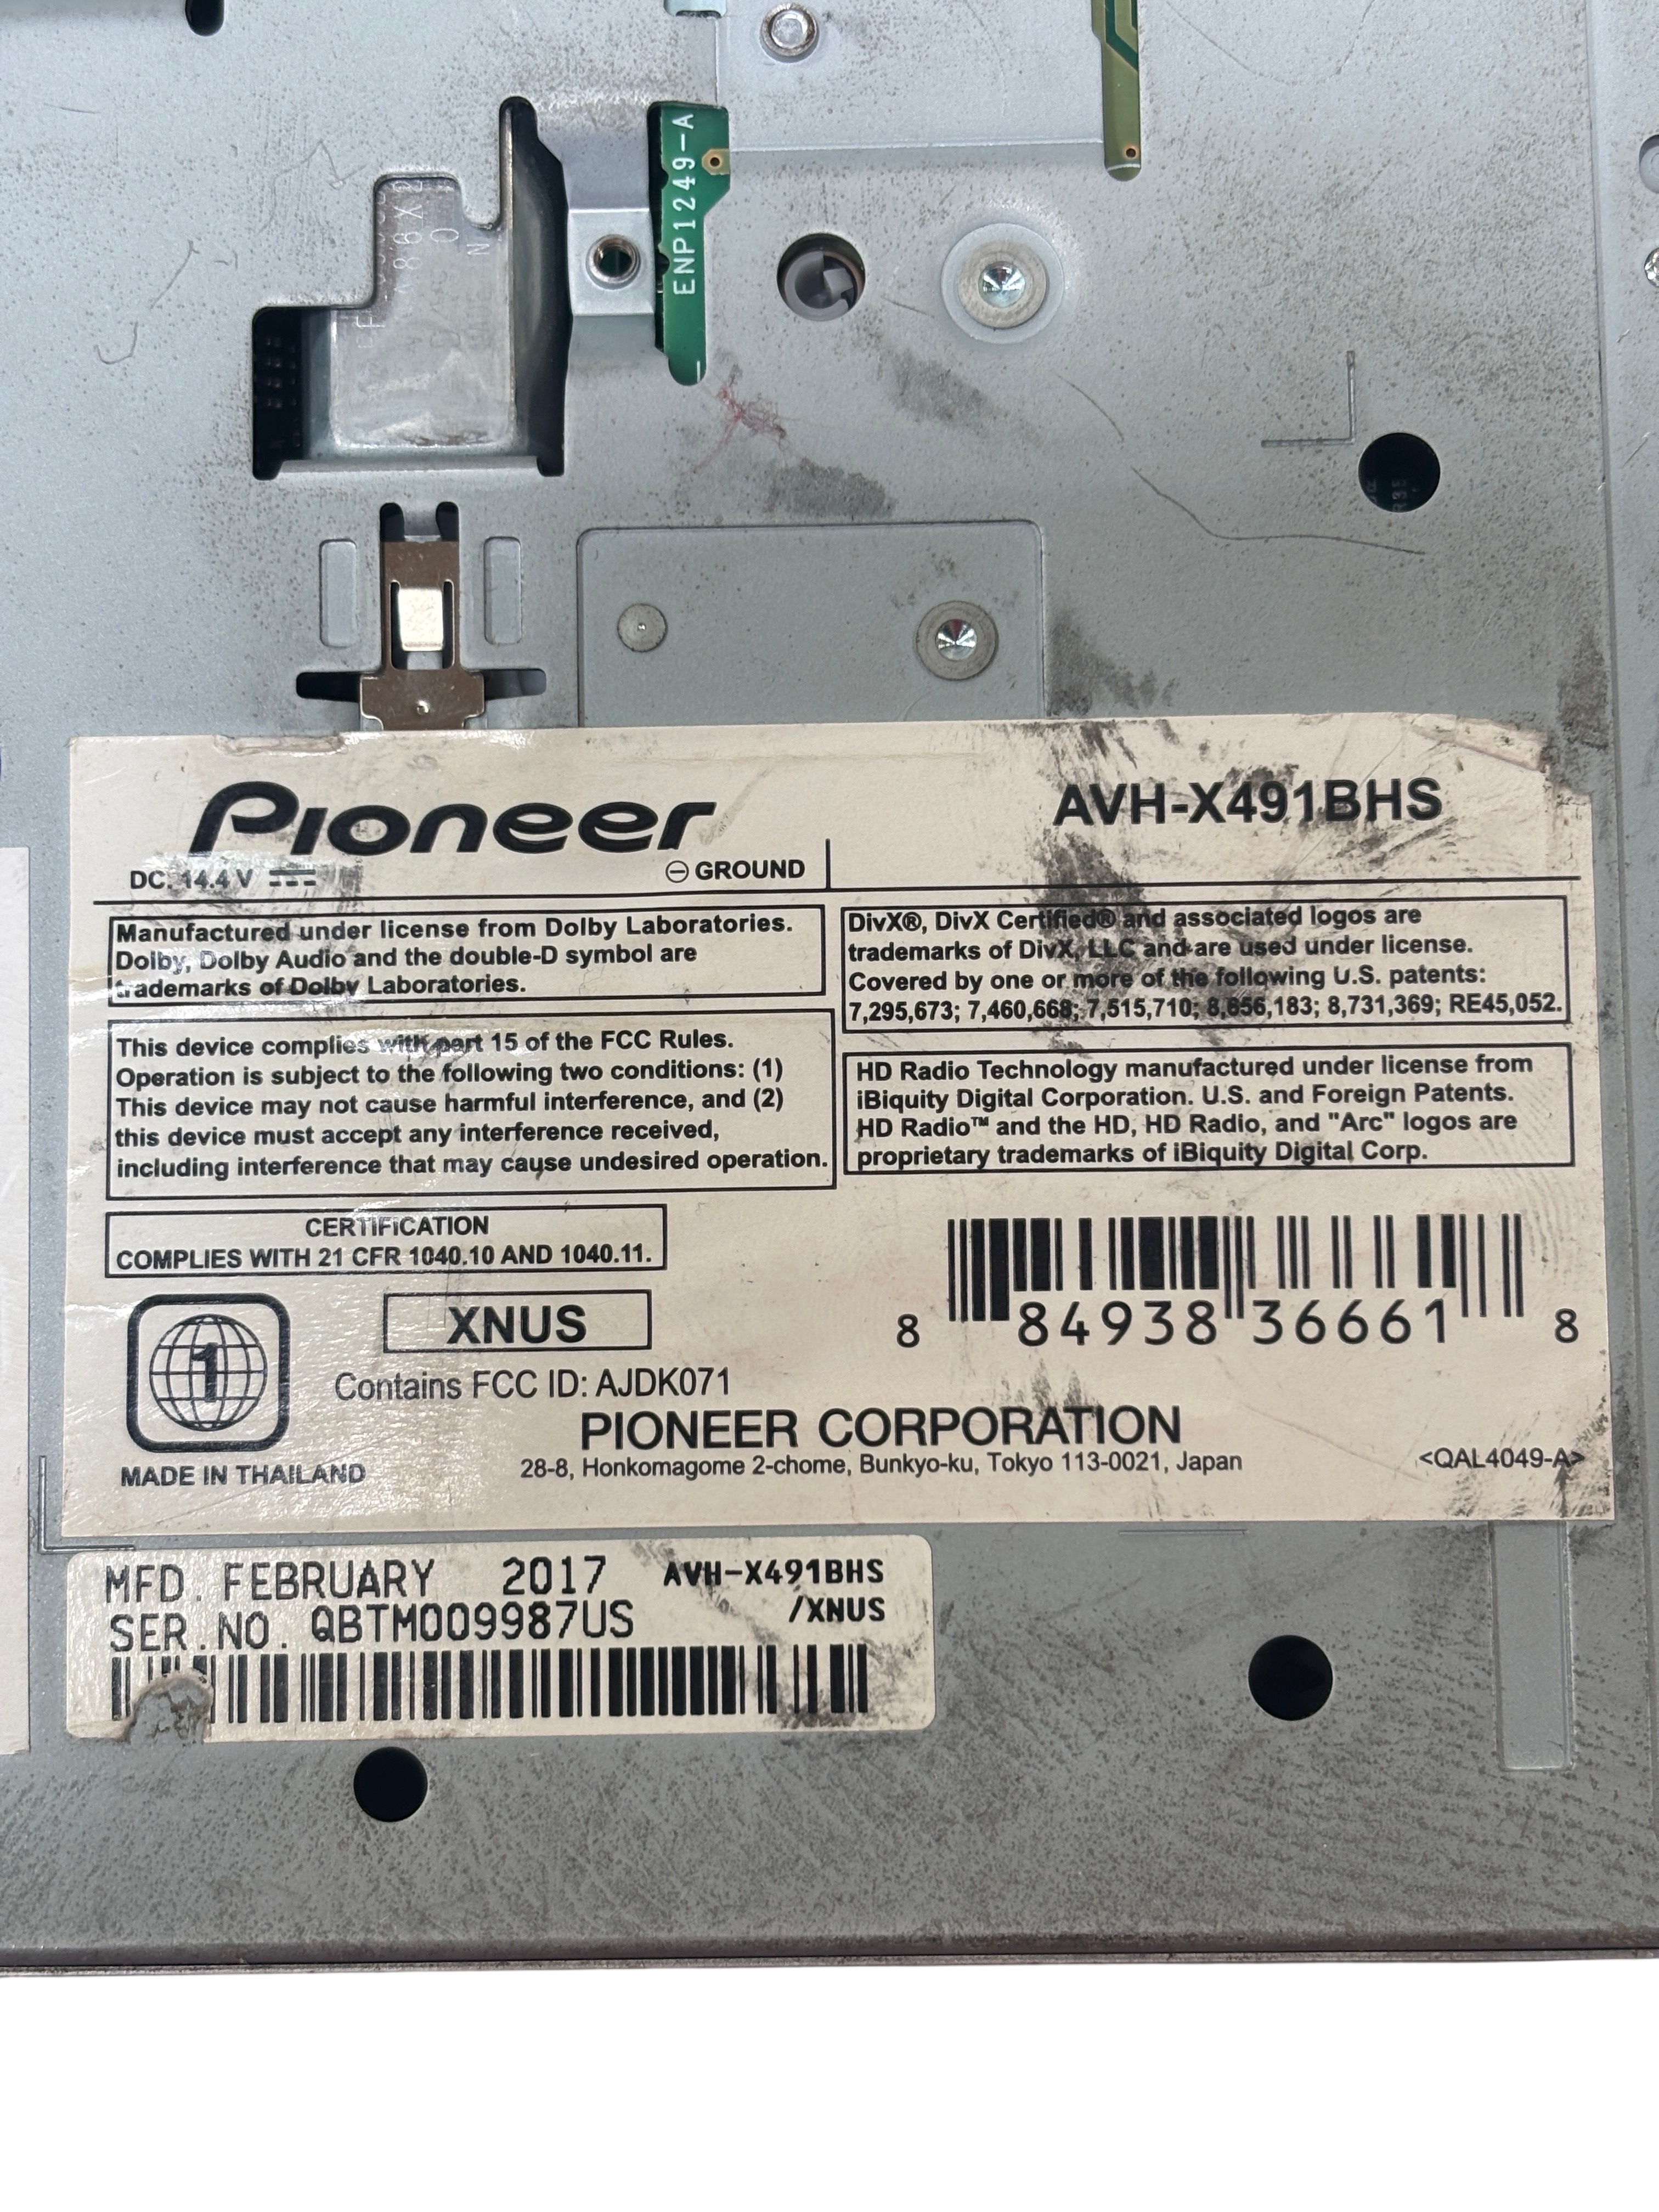 ENP1249-A
Pioneer
AVH-X491BHS
DC. 14.4 V
⊖ GROUND
Manufactured under license from Dolby Laboratories.
Dolby, Dolby Audio and the double-D symbol are
trademarks of Dolby Laboratories.
DivX®, DivX Certified® and associated logos are
trademarks of DivX, LLC and are used under license.
Covered by one or more of the following U.S. patents:
7,295,673; 7,460,668; 7,515,710; 8,656,183; 8,731,369; RE45,052.
This device complies with part 15 of the FCC Rules.
Operation is subject to the following two conditions: (1)
This device may not cause harmful interference, and (2)
this device must accept any interference received,
including interference that may cause undesired operation.
HD Radio Technology manufactured under license from
iBiquity Digital Corporation. U.S. and Foreign Patents.
HD Radio™ and the HD, HD Radio, and "Arc" logos are
proprietary trademarks of iBiquity Digital Corp.
CERTIFICATION
COMPLIES WITH 21 CFR 1040.10 AND 1040.11.
1
XNUS
8 84938 36661 8
Contains FCC ID: AJDK071
PIONEER CORPORATION
MADE IN THAILAND
28-8, Honkomagome 2-chome, Bunkyo-ku, Tokyo 113-0021, Japan
<QAL4049-A>
MFD. FEBRUARY 2017
AVH-X491BHS
/XNUS
SER.NO. QBTM009987US